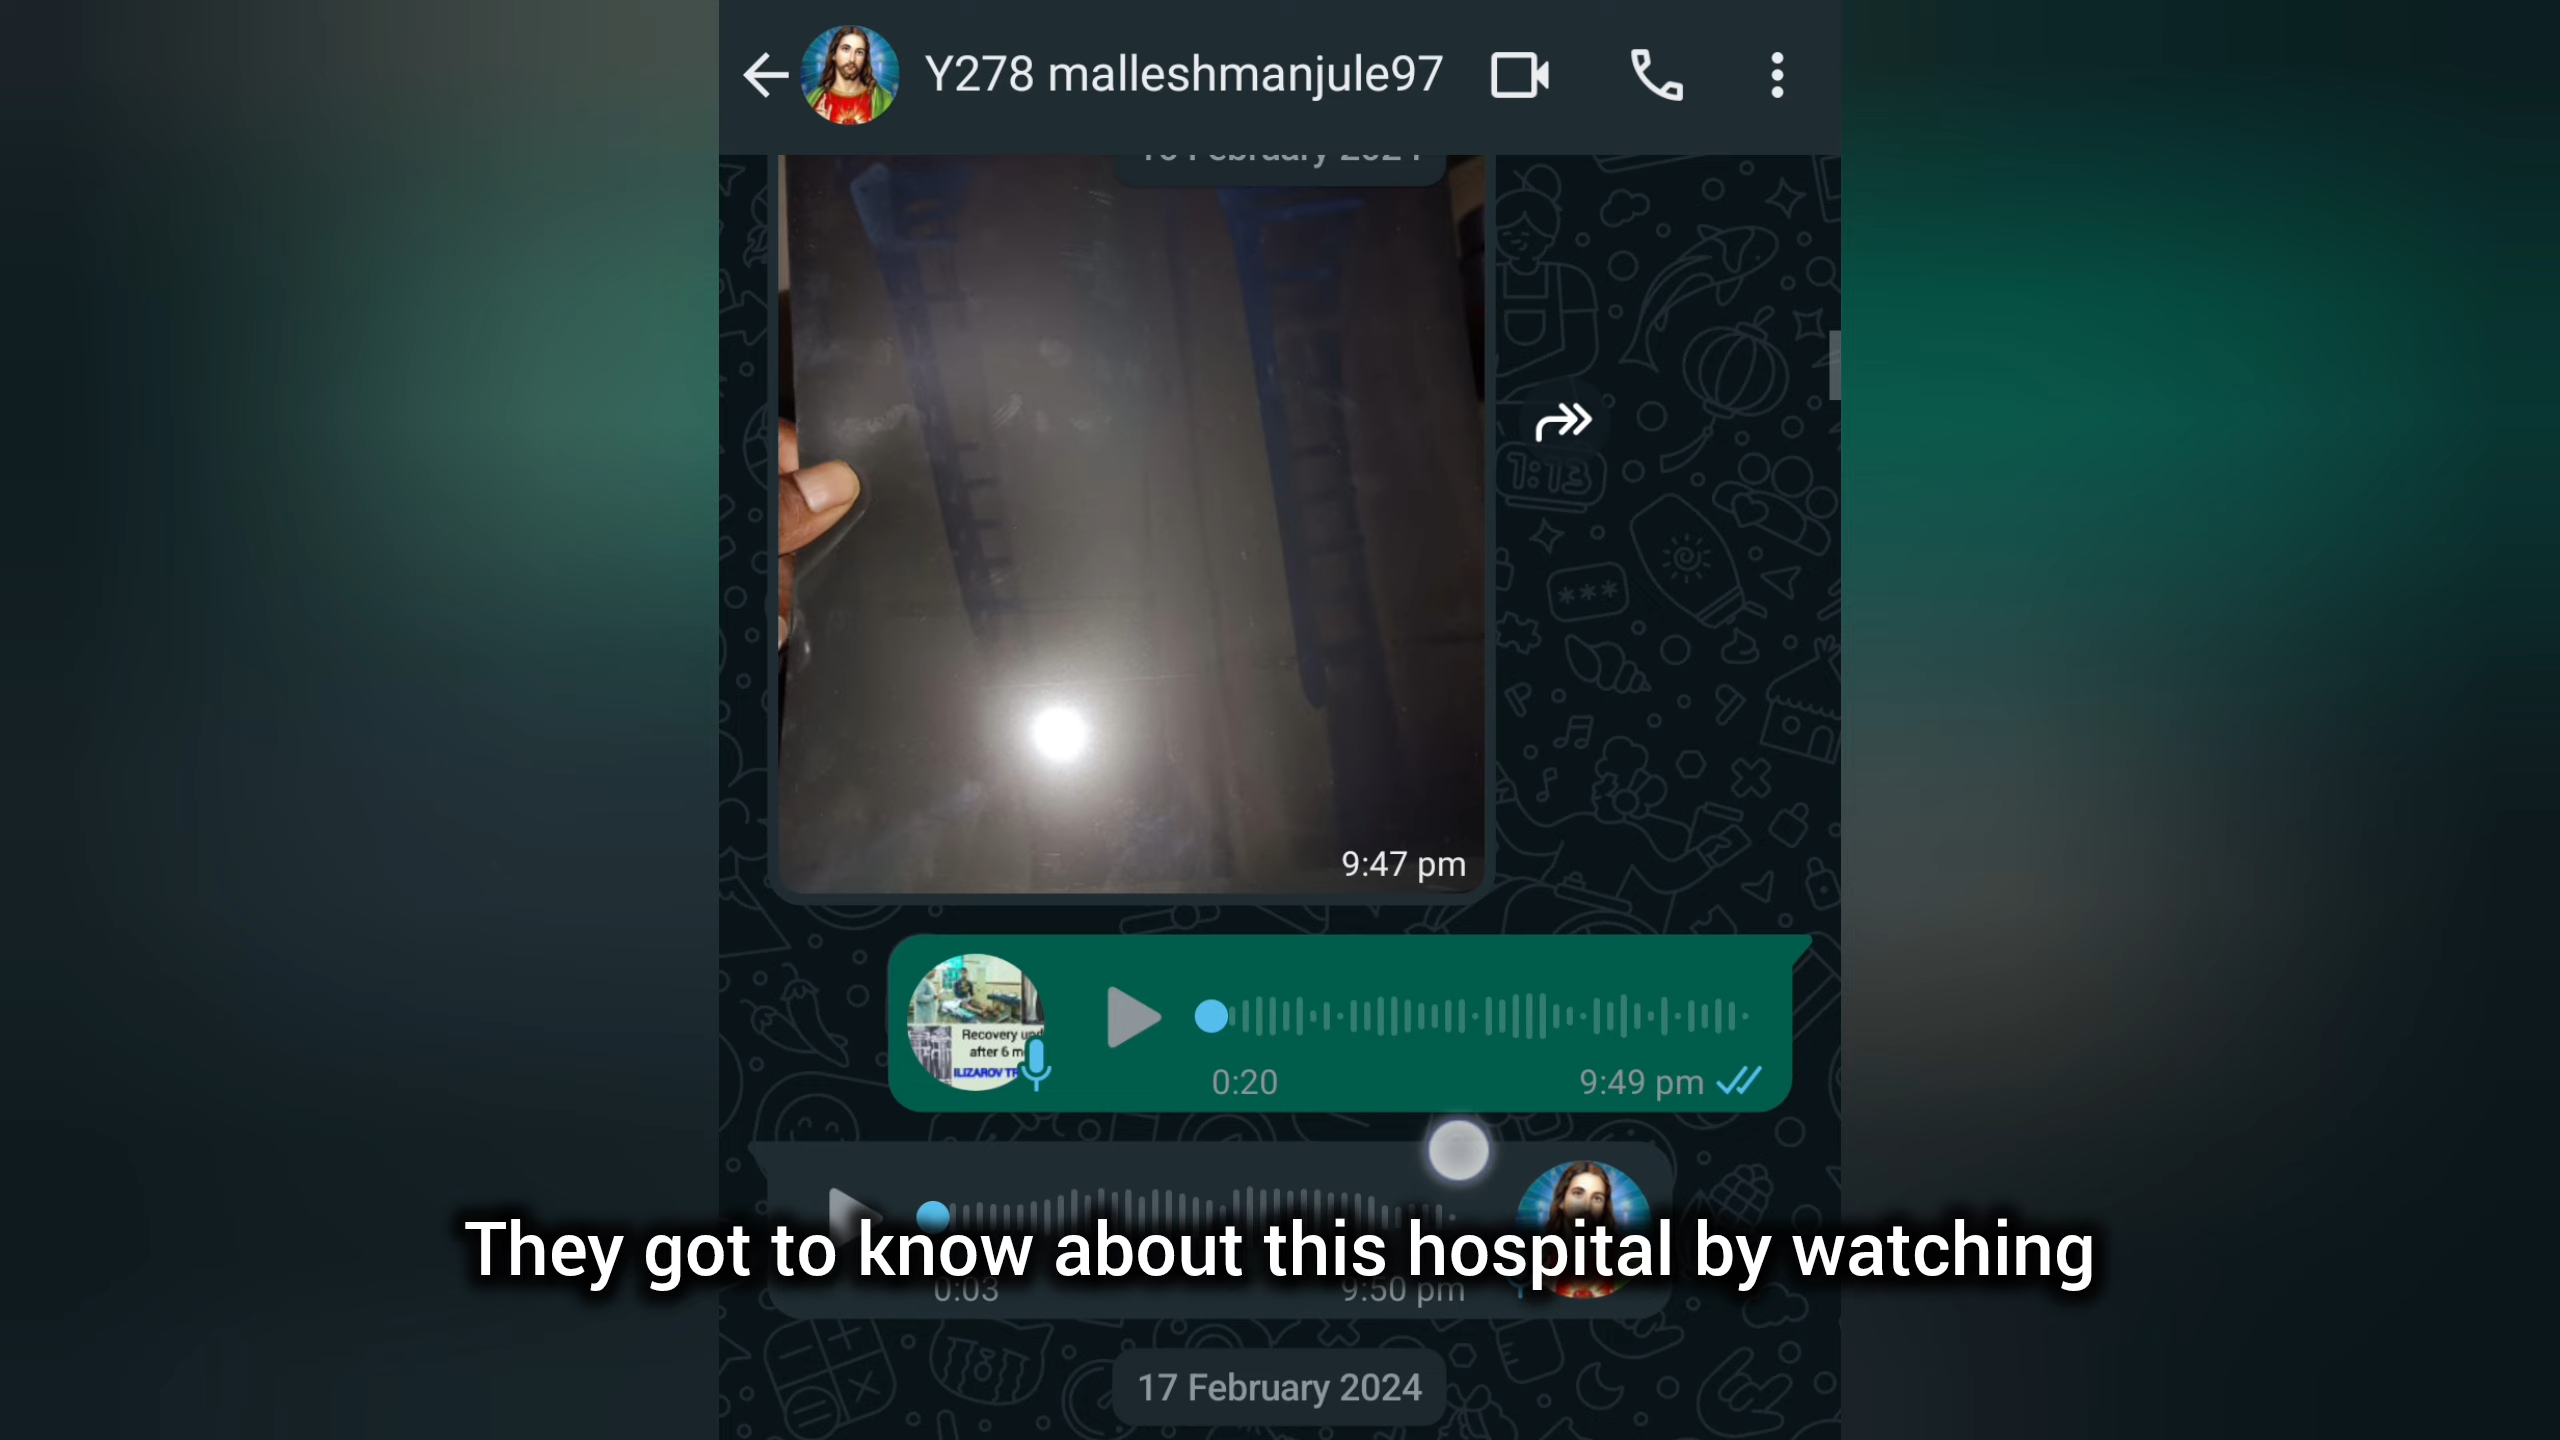 Y278 malleshmanjule97
9:47 pm
Recovery
after 6 m
ILIZAROV
0:20
9:49 pm
They got to know about this hospital by watching
0:03
9:50 pm
17 February 2024